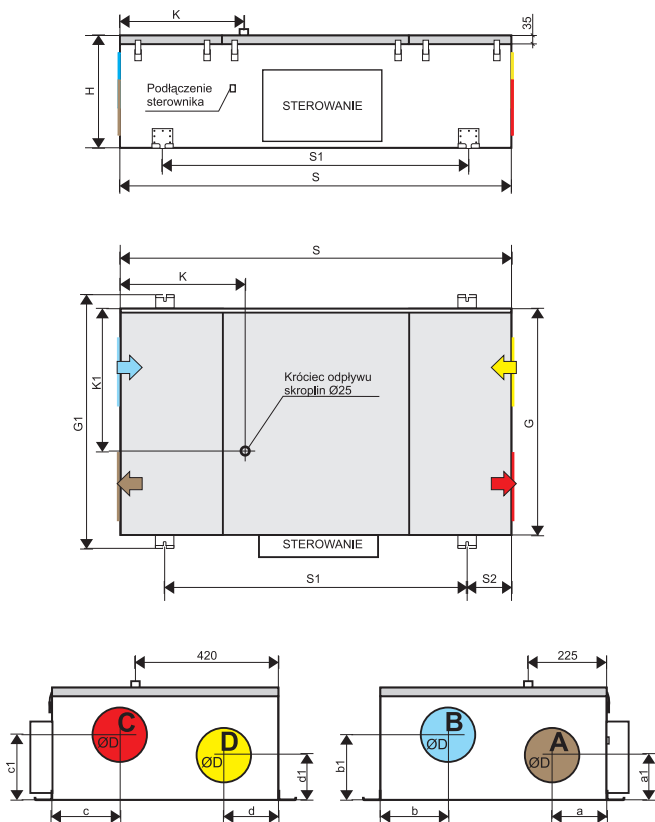 K
35
H
Podłączenie
sterownika
STEROWANIE
S1
S
S
K
K1
G1
Króciec odpływu
skroplin Ø25
G
STEROWANIE
S1
S2
420
225
C
ØD
D
ØD
B
ØD
A
ØD
c1
d1
b1
a1
c
d
b
a